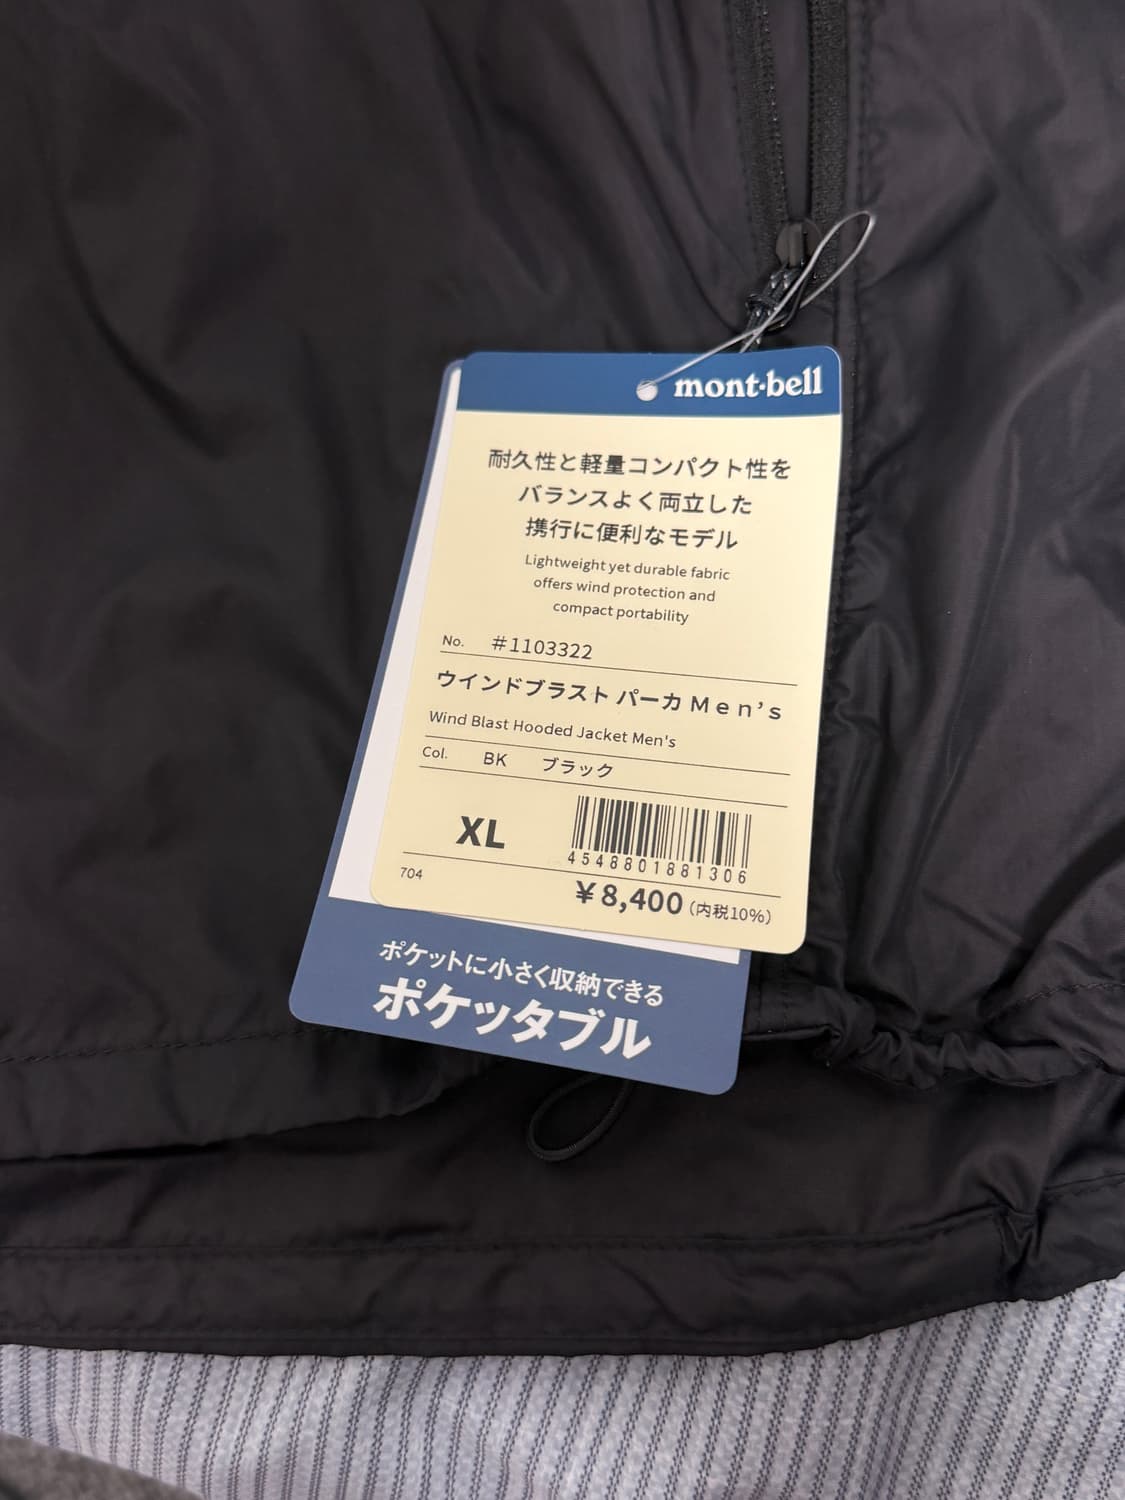 mont·bell
耐久性と軽量コンパクト性を
バランスよく両立した
携行に便利なモデル
Lightweight yet durable fabric
offers wind protection and
compact portability
No. #1103322
ウインドブラスト パーカ Men's
Wind Blast Hooded Jacket Men's
Col. BK ブラック
XL
4548801881306
704
¥8,400(内税10%)
ポケットに小さく収納できる
ポケッタブル